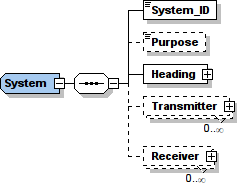 System_ID
Purpose
Heading
System
Transmitter
0..∞
Receiver
0..∞